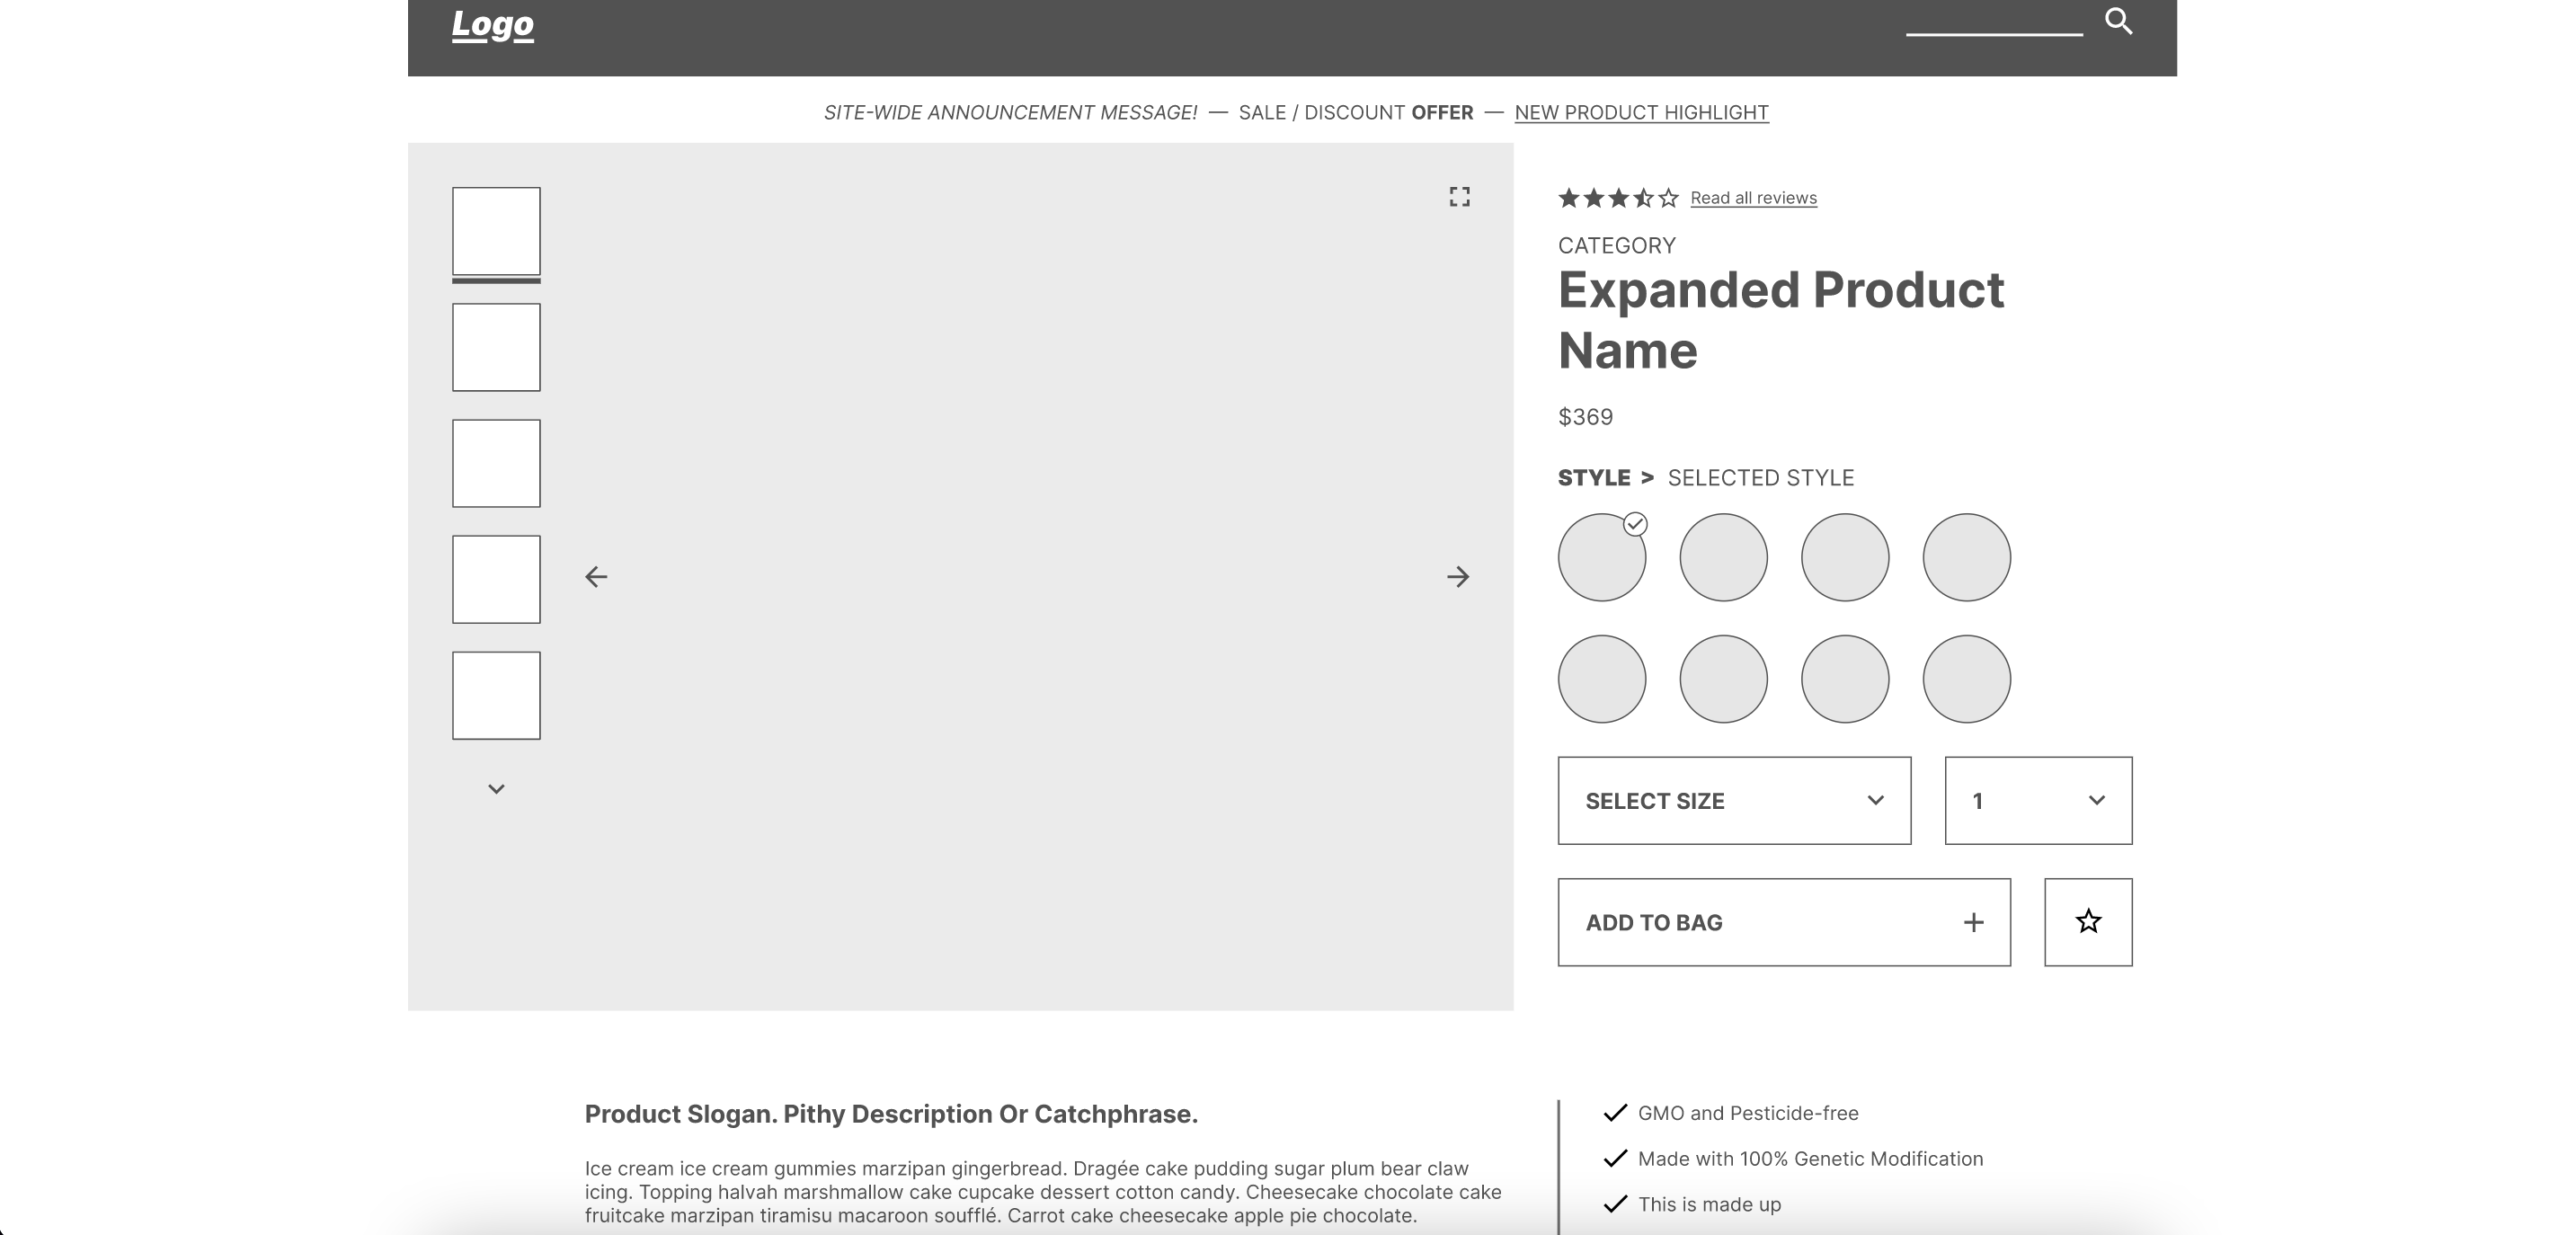 Logo
SITE-WIDE ANNOUNCEMENT MESSAGE! — SALE / DISCOUNT OFFER — NEW PRODUCT HIGHLIGHT
Read all reviews
CATEGORY
Expanded Product
Name
$369
STYLE > SELECTED STYLE
SELECT SIZE
1
ADD TO BAG
Product Slogan. Pithy Description Or Catchphrase.
Ice cream ice cream gummies marzipan gingerbread. Dragée cake pudding sugar plum bear claw
icing. Topping halvah marshmallow cake cupcake dessert cotton candy. Cheesecake chocolate cake
fruitcake marzipan tiramisu macaroon soufflé. Carrot cake cheesecake apple pie chocolate.
GMO and Pesticide-free
Made with 100% Genetic Modification
This is made up